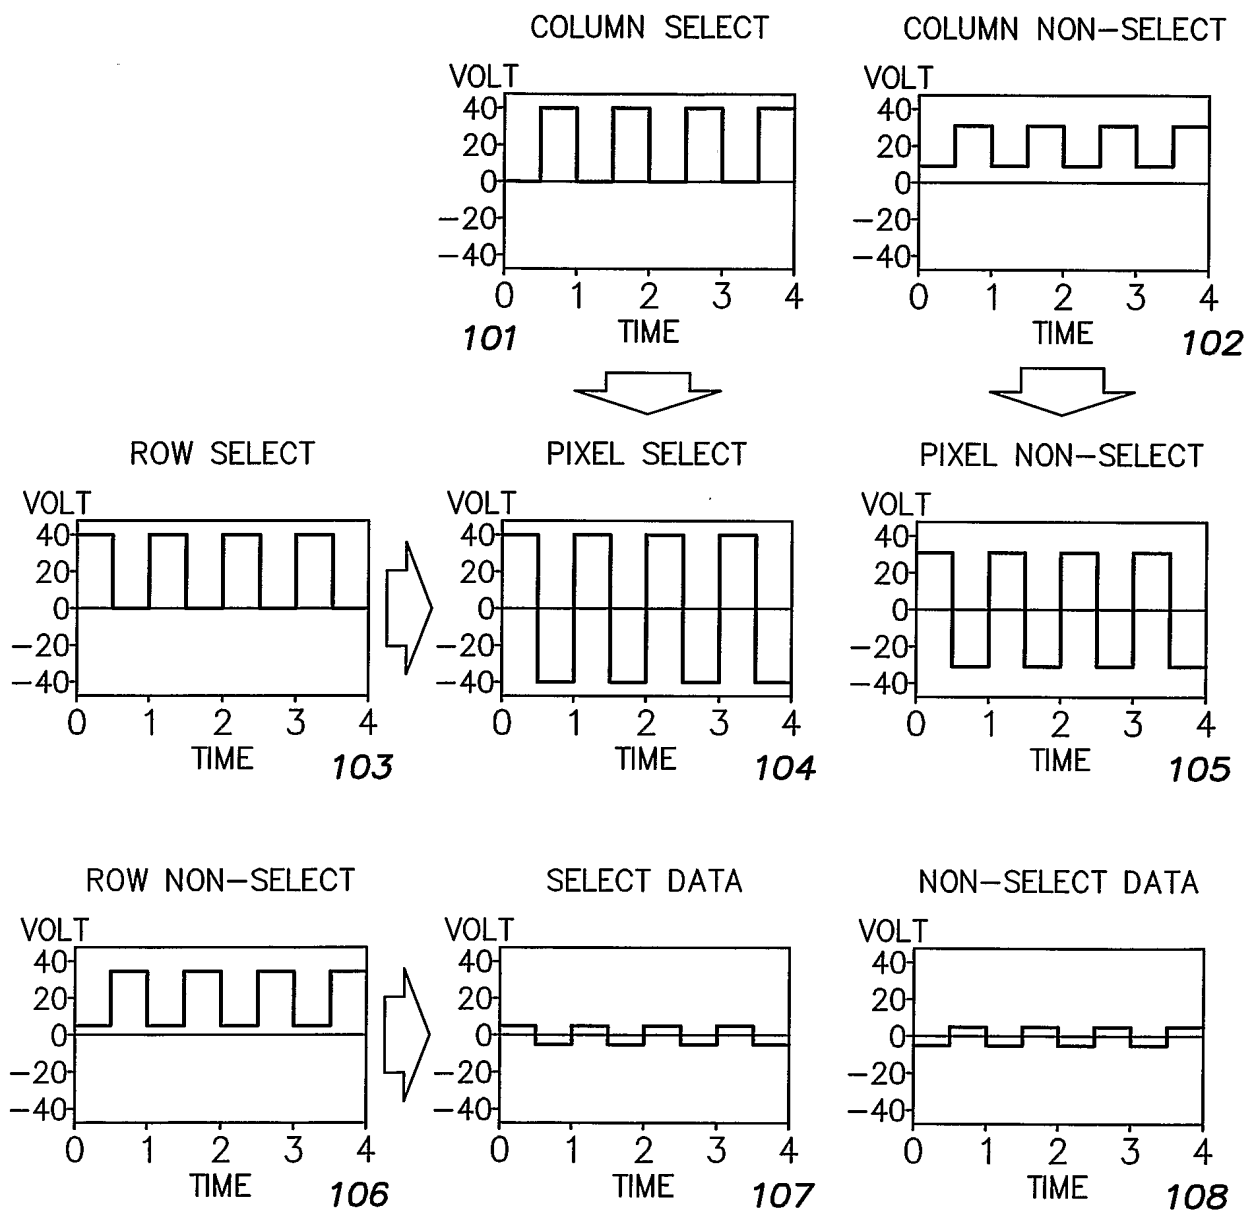 COLUMN SELECT
VOLT
40
20
0
−20
−40
0 1 2 3 4
TIME
101
COLUMN NON−SELECT
VOLT
40
20
0
−20
−40
0 1 2 3 4
TIME
102
ROW SELECT
VOLT
40
20
0
−20
−40
0 1 2 3 4
TIME
103
PIXEL SELECT
VOLT
40
20
0
−20
−40
0 1 2 3 4
TIME
104
PIXEL NON−SELECT
VOLT
40
20
0
−20
−40
0 1 2 3 4
TIME
105
ROW NON−SELECT
VOLT
40
20
0
−20
−40
0 1 2 3 4
TIME
106
SELECT DATA
VOLT
40
20
0
−20
−40
0 1 2 3 4
TIME
107
NON−SELECT DATA
VOLT
40
20
0
−20
−40
0 1 2 3 4
TIME
108